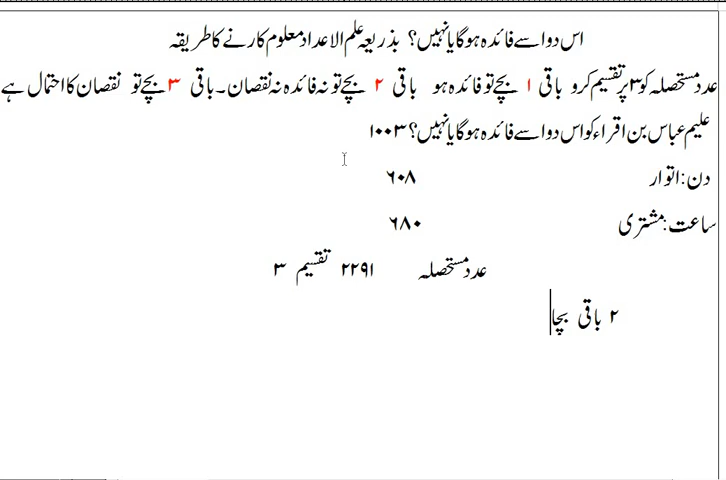 اس دوا سے فائدہ ہوگا یا نہیں؟ بذریعہ علم الاعداد معلوم کارنے کا طریقہ
عدد مستحصلہ کو ۳ پر تقسیم کرو باقی ۱ بچے تو فائدہ ہو باقی ۲ بچے تو نہ فائدہ نہ نقصان۔ باقی ۳ بچے تو نقصان کا احتمال ہے
علیم عباس بن اقراء کو اس دوا سے فائدہ ہوگا یا نہیں؟ ۱۰۰۳
دن: اتوار ۶۰۸
ساعت: مشتری ۶۸۰
عدد مستحصلہ ۲۲۹۱ تقسیم ۳
۲ باقی بچا